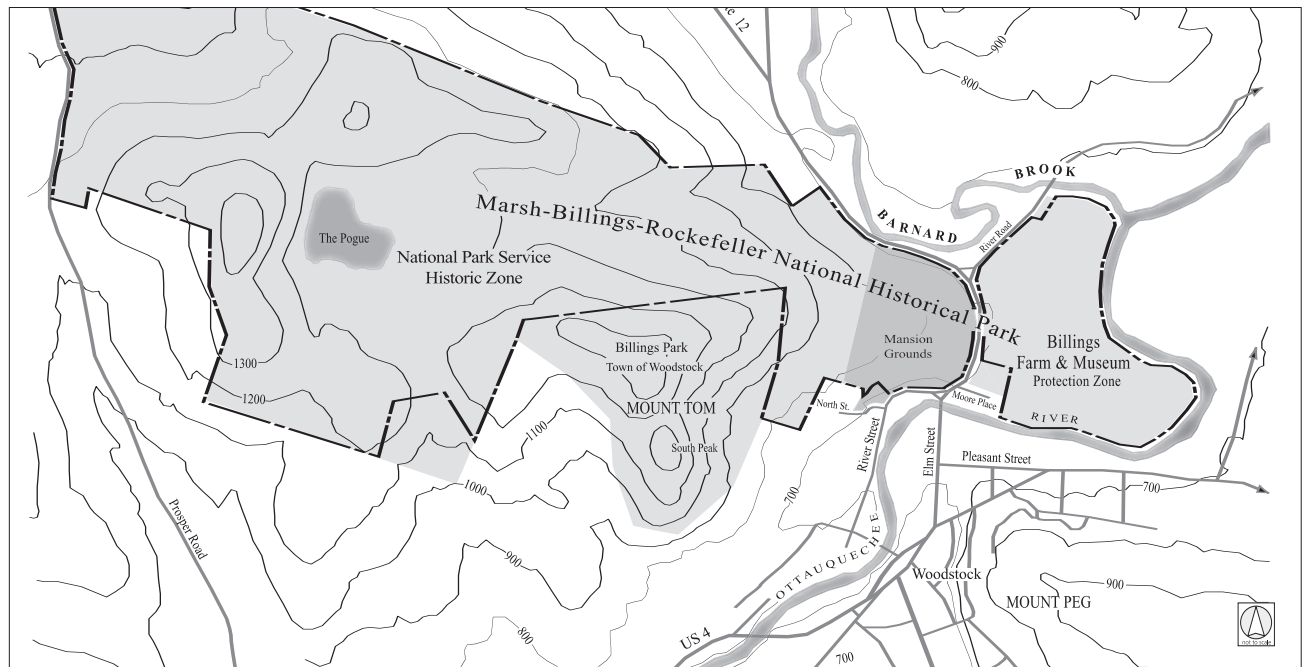 te 12
900
800
BROOK
BARNARD
River Road
Marsh-Billings-Rockefeller National Historical Park
The Pogue
National Park Service
Historic Zone
Mansion
Grounds
Billings
Farm & Museum
Protection Zone
Billings Park
Town of Woodstock
MOUNT TOM
South Peak
1300
1200
1100
1000
900
800
700
North St.
Moore Place
RIVER
River Street
Elm Street
Pleasant Street
700
Prosper Road
OTTAUQUECHEE
Woodstock
900
MOUNT PEG
US 4
700
not to scale